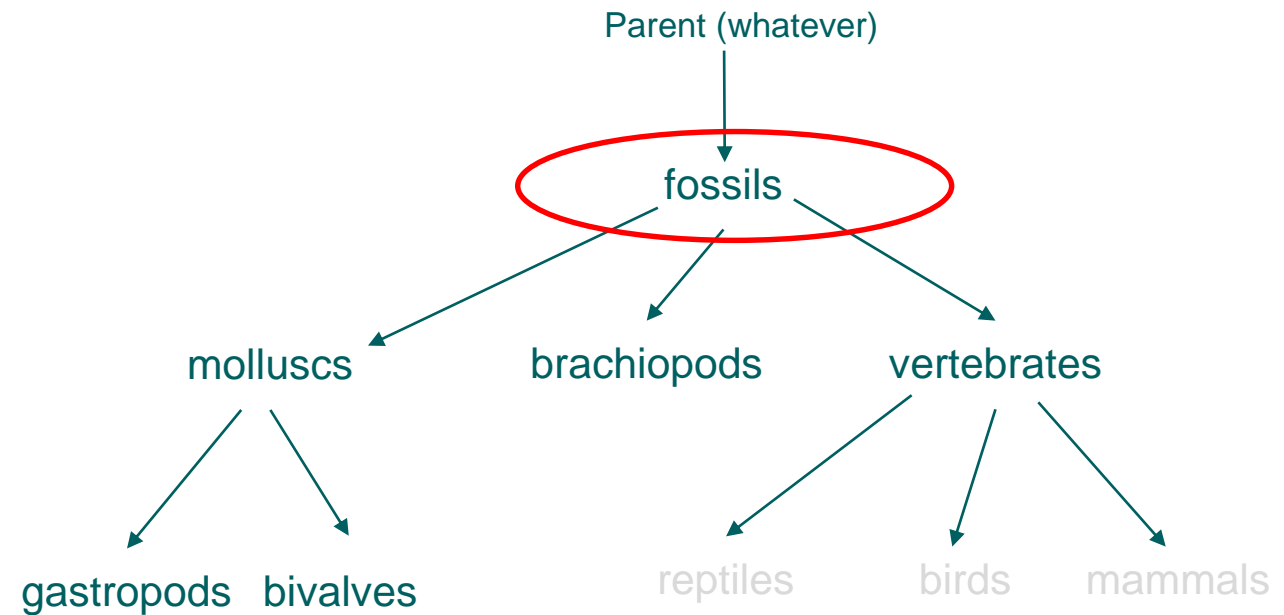 Parent (whatever)
fossils
molluscs brachiopods vertebrates
gastropods bivalves reptiles birds mammals